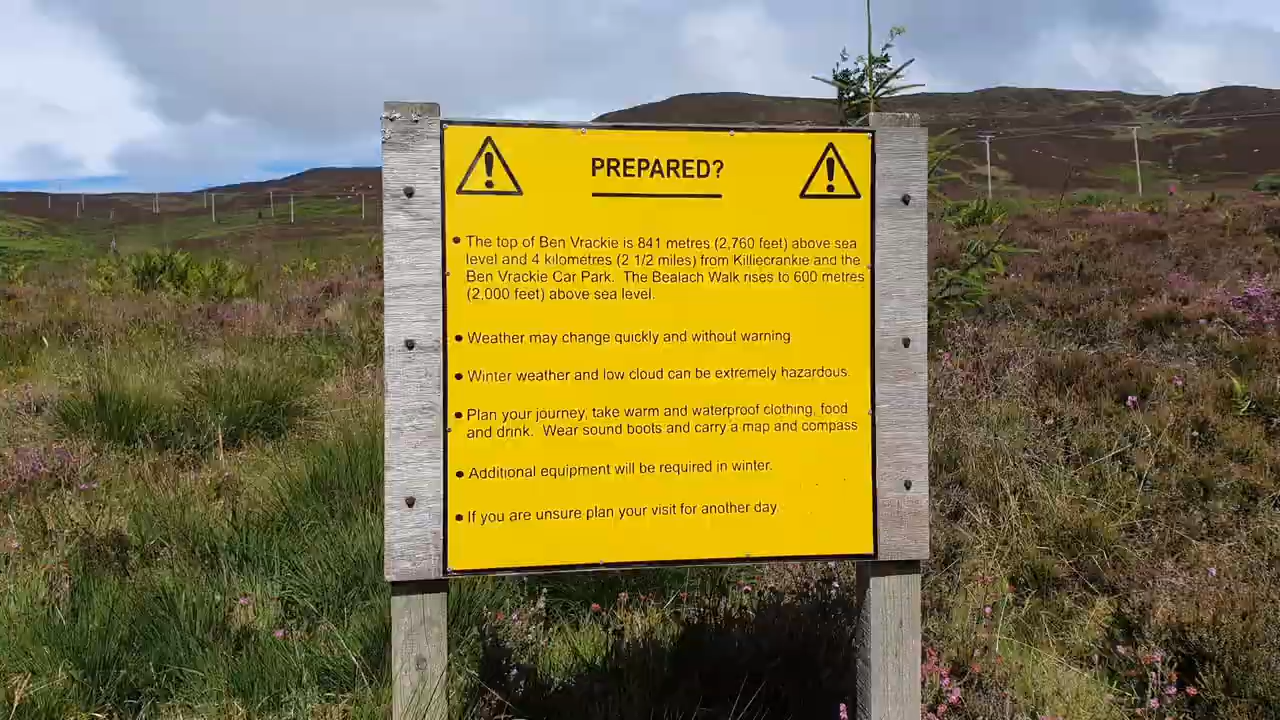 PREPARED?
• The top of Ben Vrackie is 841 metres (2,760 feet) above sea
level and 4 kilometres (2 1/2 miles) from Killiecrankie and the
Ben Vrackie Car Park. The Bealach Walk rises to 600 metres
(2,000 feet) above sea level.
• Weather may change quickly and without warning
• Winter weather and low cloud can be extremely hazardous.
• Plan your journey, take warm and waterproof clothing, food
and drink. Wear sound boots and carry a map and compass
• Additional equipment will be required in winter.
• If you are unsure plan your visit for another day.